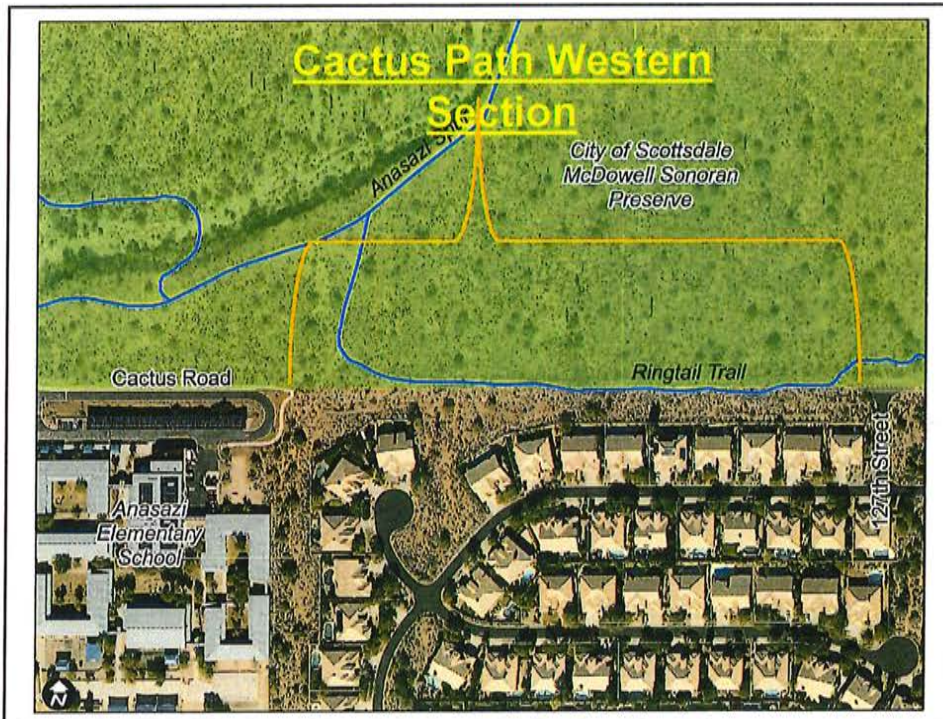 Cactus Path Western
Section
Anasazi Spur
City of Scottsdale
McDowell Sonoran
Preserve
Cactus Road
Ringtail Trail
127th Street
Anasazi
Elementary
School
N